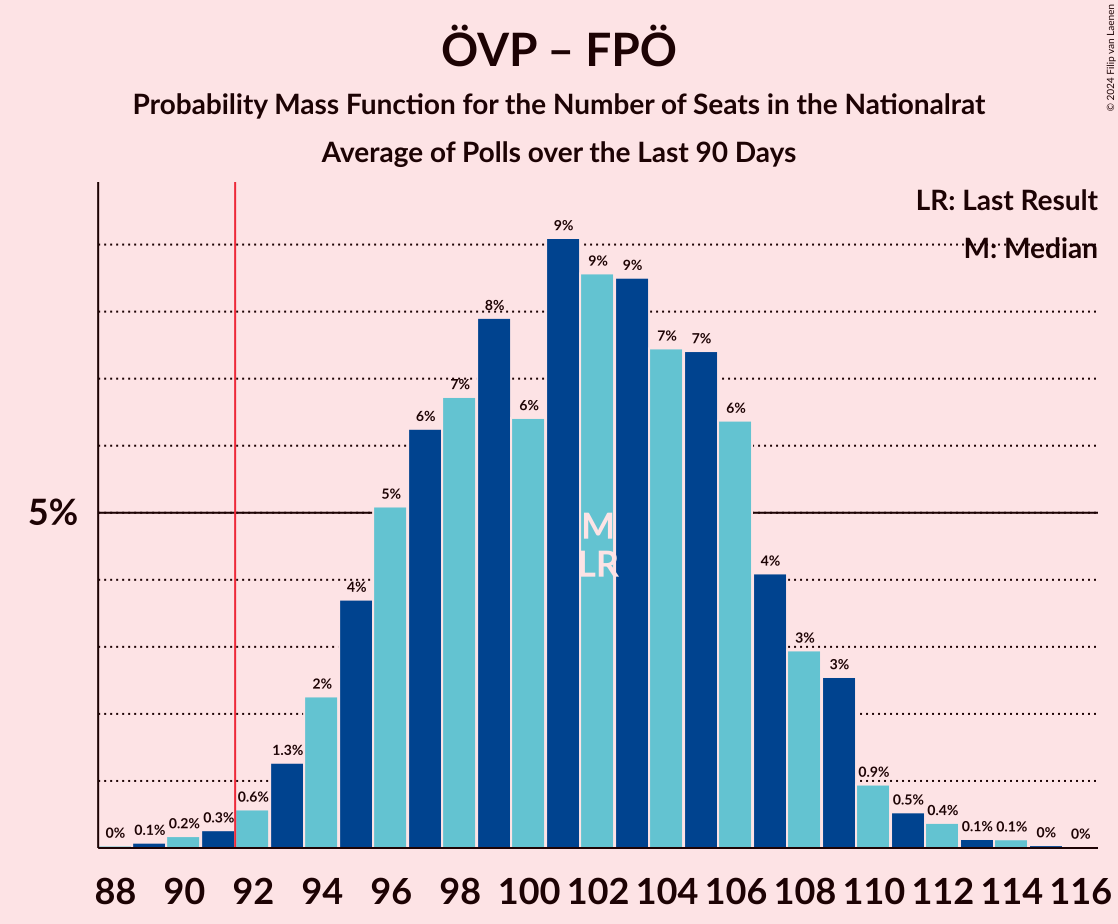 ÖVP – FPÖ
Probability Mass Function for the Number of Seats in the Nationalrat
Average of Polls over the Last 90 Days
© 2024 Filip van Laenen
LR: Last Result
M: Median
5%
0% 0.1% 0.2% 0.3% 0.6% 1.3% 2% 4% 5% 6% 7% 8% 6% 9% 9% 9% 7% 7% 6% 4% 3% 3% 0.9% 0.5% 0.4% 0.1% 0.1% 0% 0%
M
LR
88 90 92 94 96 98 100 102 104 106 108 110 112 114 116